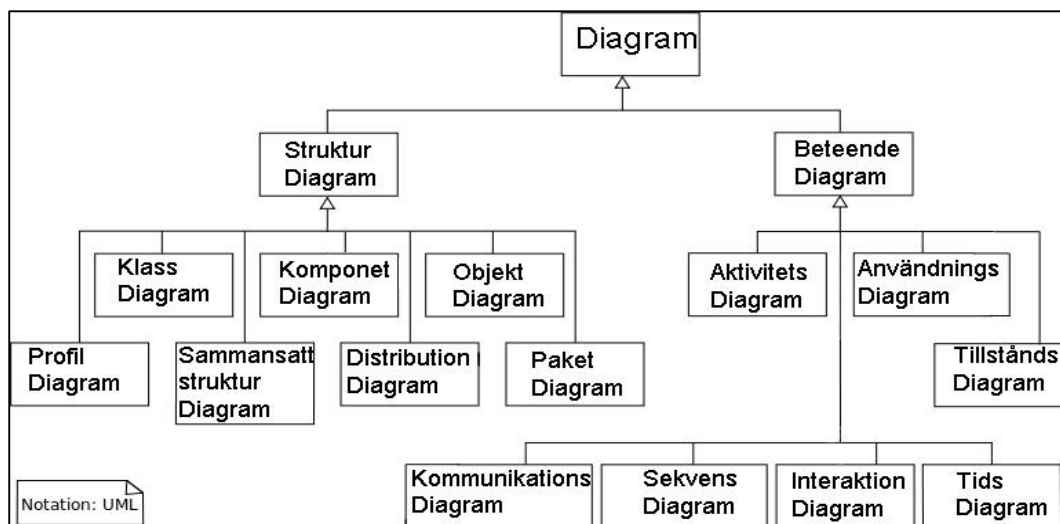 Diagram
Struktur
Diagram
Beteende
Diagram
Klass
Diagram
Komponet
Diagram
Objekt
Diagram
Aktivitets
Diagram
Användnings
Diagram
Profil
Diagram
Sammansatt
struktur
Diagram
Distribution
Diagram
Paket
Diagram
Tillstånds
Diagram
Kommunikations
Diagram
Sekvens
Diagram
Interaktion
Diagram
Tids
Diagram
Notation: UML